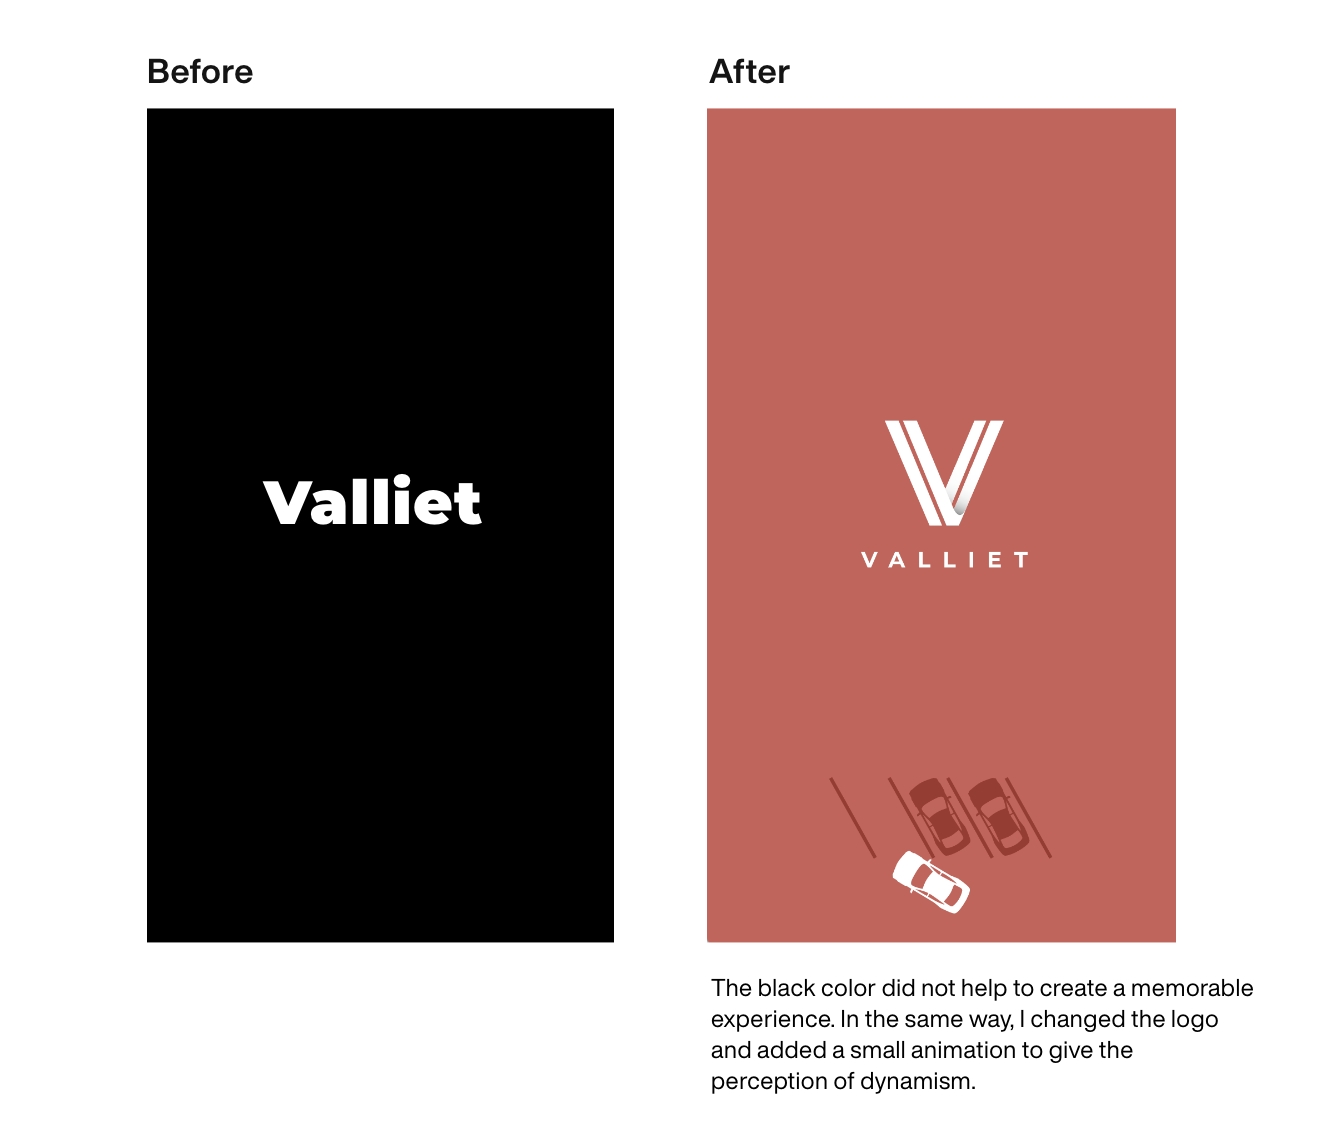 Before
After
Valliet
V
VALLIET
The black color did not help to create a memorable
experience. In the same way, I changed the logo
and added a small animation to give the
perception of dynamism.